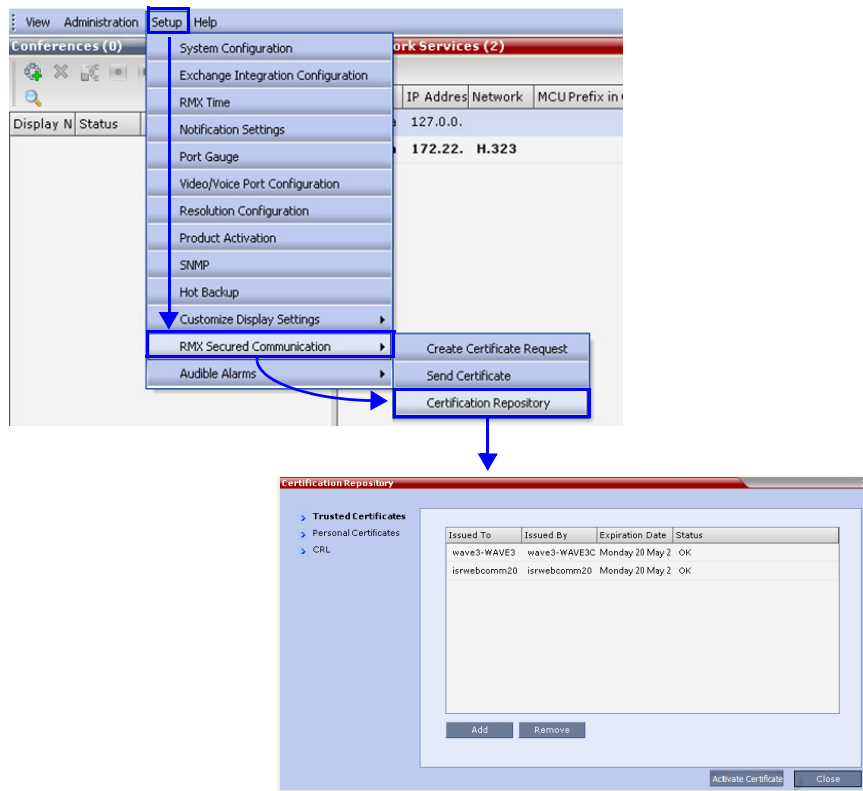 View Administration Setup Help
Conferences (0)
ork Services (2)
IP Addres Network MCU Prefix in
Display N Status
127.0.0.
172.22. H.323
System Configuration
Exchange Integration Configuration
RMX Time
Notification Settings
Port Gauge
Video/Voice Port Configuration
Resolution Configuration
Product Activation
SNMP
Hot Backup
Customize Display Settings
RMX Secured Communication
Audible Alarms
Create Certificate Request
Send Certificate
Certification Repository
Certification Repository
Trusted Certificates
Personal Certificates
CRL
Issued To Issued By Expiration Date Status
wave3-WAVE3 wave3-WAVE3C Monday 20 May 2 OK
isrwebcomm20 isrwebcomm20 Monday 20 May 2 OK
Add Remove
Activate Certificate Close